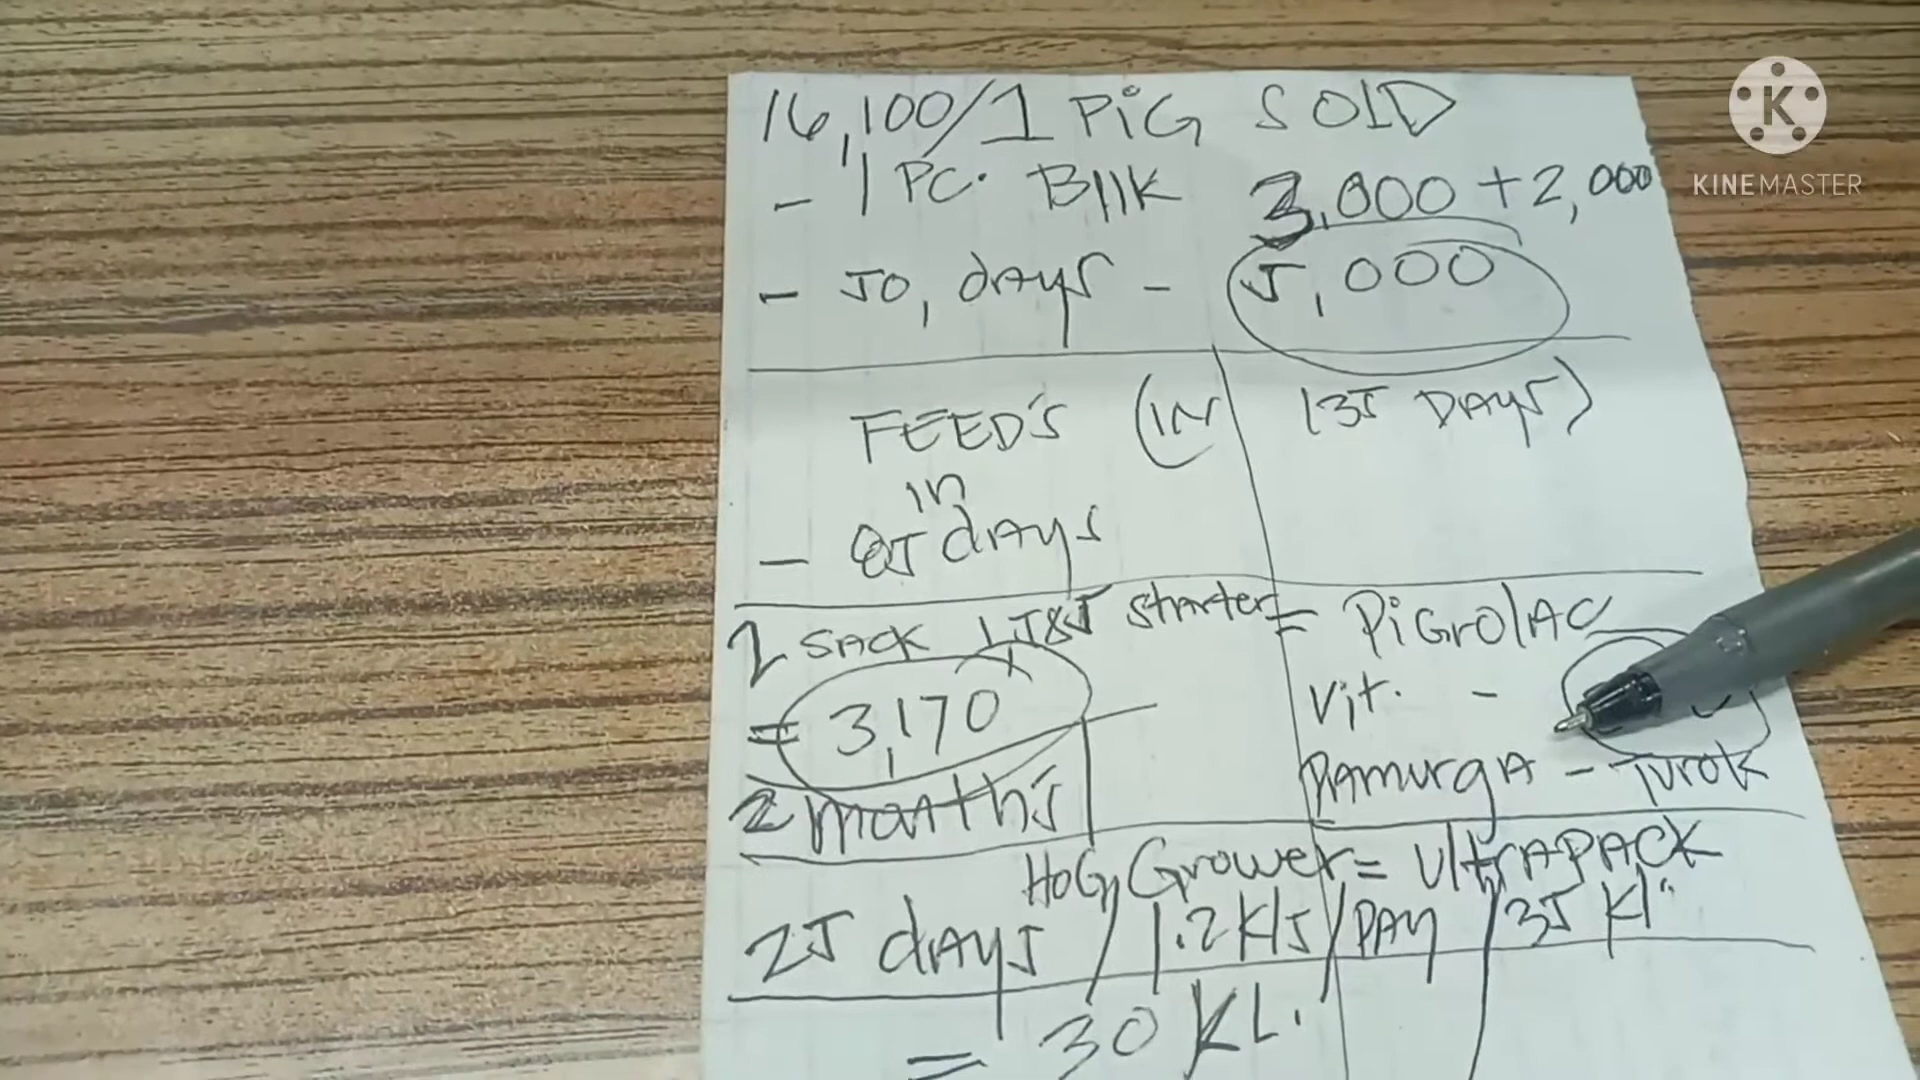 16,100/1 PiG SOLD
- 1 PC. BIIK 3,000 + 2,000
- 50, days - 5,000
FEED'S (IN 135 DAYS)
in
- 85 days
2 SACK Starter = PiGrolAC
= 3,170 Vit. -
2 months PAmurgA - Turok
HOG Grower = UltrAPACK
25 days / 1.2 Kls / DAY / 35 Kl"
= 30 KL.
KINEMASTER